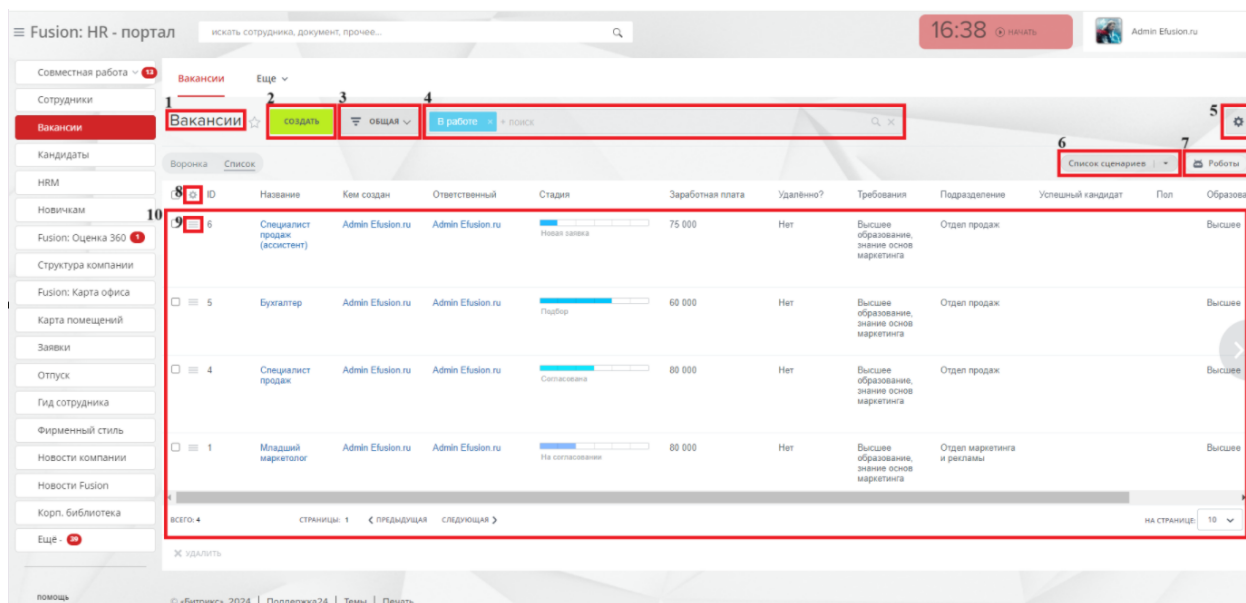 Fusion: HR - портал
искать сотрудника, документ, прочее...
16:38 НАЧАТЬ
Admin Efusion.ru
Совместная работа 13
Сотрудники
Вакансии
Кандидаты
HRM
Новичкам
Fusion: Оценка 360 1
Структура компании
Fusion: Карта офиса
Карта помещений
Заявки
Отпуск
Гид сотрудника
Фирменный стиль
Новости компании
Новости Fusion
Корп. библиотека
Ещё - 39
ПОМОЩЬ
Вакансии Еще
1 2 3 4 5
Вакансии СОЗДАТЬ ОБЩАЯ В работе × + поиск
6 7
Воронка Список Список сценариев Роботы
8 ID Название Кем создан Ответственный Стадия Заработная плата Удалённо? Требования Подразделение Успешный кандидат Пол Образова
10
9 6 Специалист продаж (ассистент) Admin Efusion.ru Admin Efusion.ru Новая заявка 75 000 Нет Высшее образование, знание основ маркетинга Отдел продаж Высшее
5 Бухгалтер Admin Efusion.ru Admin Efusion.ru Подбор 60 000 Нет Высшее образование, знание основ маркетинга Отдел продаж Высшее
4 Специалист продаж Admin Efusion.ru Admin Efusion.ru Согласована 80 000 Нет Высшее образование, знание основ маркетинга Отдел продаж Высшее
1 Младший маркетолог Admin Efusion.ru Admin Efusion.ru На согласовании 80 000 Нет Высшее образование, знание основ маркетинга Отдел маркетинга и рекламы Высшее
ВСЕГО: 4 СТРАНИЦЫ: 1 ПРЕДЫДУЩАЯ СЛЕДУЮЩАЯ НА СТРАНИЦЕ: 10
УДАЛИТЬ
© «Битрикс», 2024 | Поддержка24 | Темы | Печать